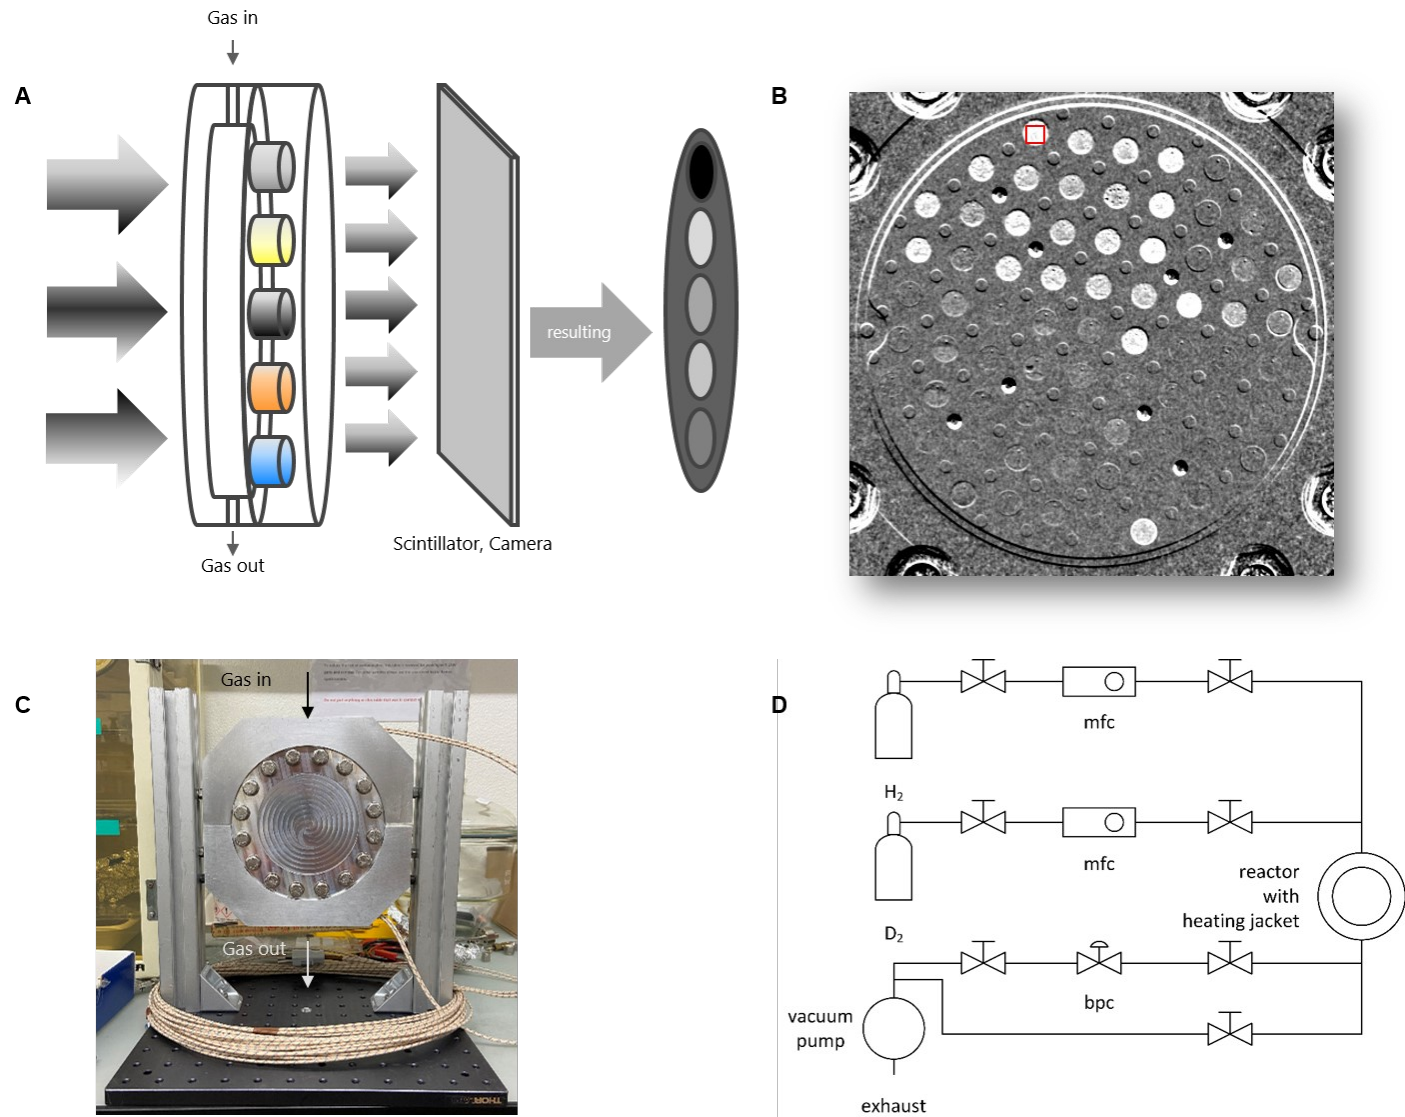 Gas in
A
B
resulting
Scintillator, Camera
Gas out
C
Gas in
Gas out
THOR
D
mfc
H2
mfc
D2
reactor
with
heating jacket
bpc
vacuum
pump
exhaust